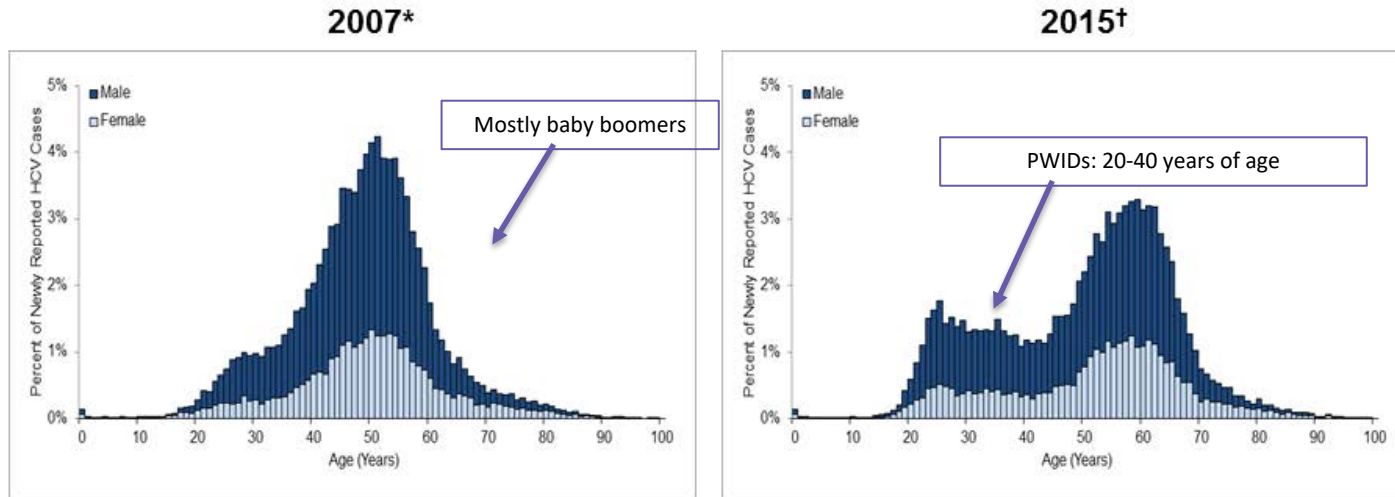 2007*
2015†
Percent of Newly Reported HCV Cases
5%
4%
3%
2%
1%
0%
Male
Female
Mostly baby boomers
0 10 20 30 40 50 60 70 80 90 100
Age (Years)
Percent of Newly Reported HCV Cases
5%
4%
3%
2%
1%
0%
Male
Female
PWIDs: 20-40 years of age
0 10 20 30 40 50 60 70 80 90 100
Age (Years)